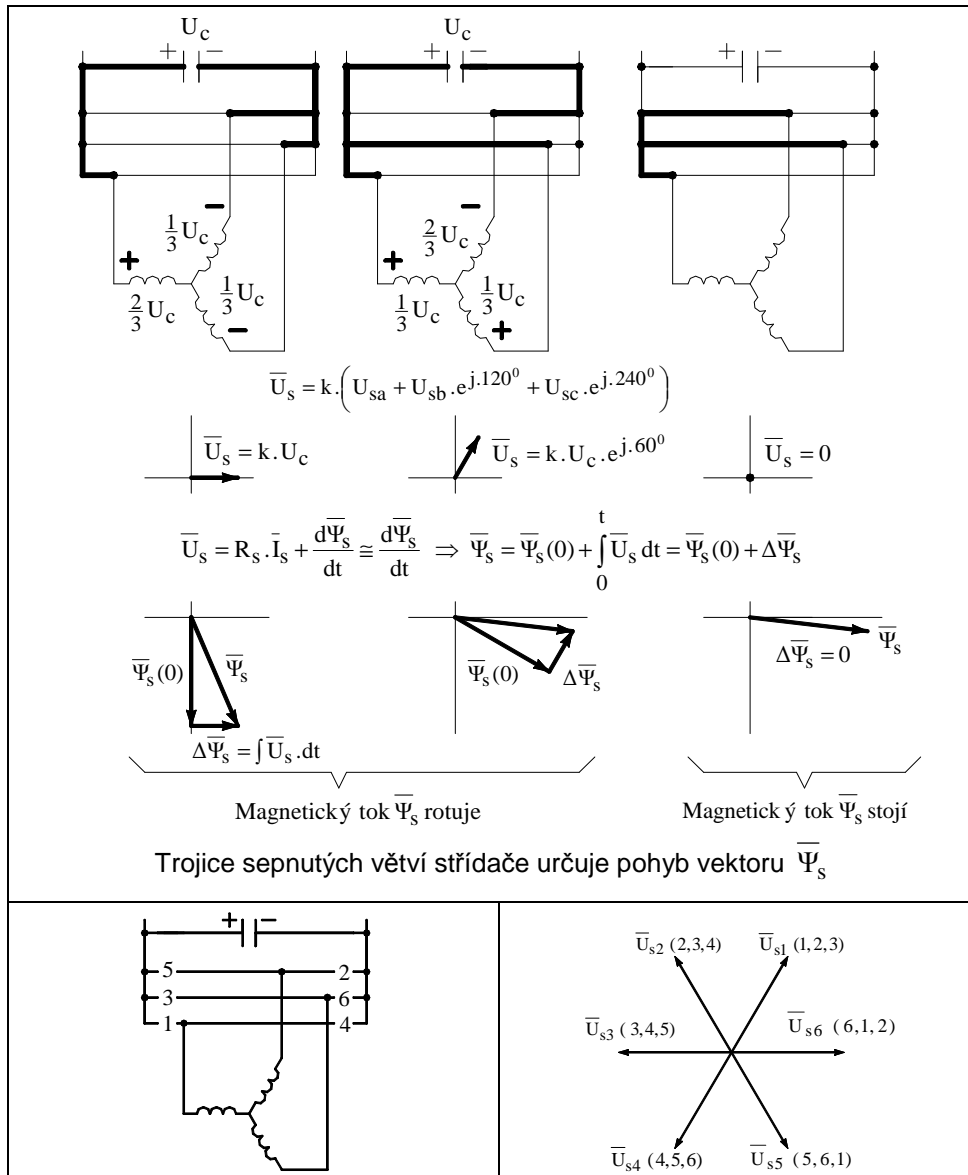 U_c U_c
+ − + − + −
− −
1/3 U_c 2/3 U_c
+ +
2/3 U_c 1/3 U_c 1/3 U_c 1/3 U_c
− +
U̅_s = k.(U_sa + U_sb.e^{j.120⁰} + U_sc.e^{j.240⁰})
U̅_s = k.U_c U̅_s = k.U_c.e^{j.60⁰} U̅_s = 0
U̅_s = R_s.I̅_s + dΨ̅_s/dt ≅ dΨ̅_s/dt ⇒ Ψ̅_s = Ψ̅_s(0) + ∫_0^t U̅_s dt = Ψ̅_s(0) + ΔΨ̅_s
Ψ̅_s(0) Ψ̅_s Ψ̅_s(0) ΔΨ̅_s ΔΨ̅_s = 0 Ψ̅_s
ΔΨ̅_s = ∫U̅_s.dt
Magnetický tok Ψ̅_s rotuje Magnetický tok Ψ̅_s stojí
Trojice sepnutých větví střídače určuje pohyb vektoru Ψ̅_s
+ −
5 2
3 6
1 4
U̅_s2 (2,3,4) U̅_s1 (1,2,3)
U̅_s3 (3,4,5) U̅_s6 (6,1,2)
U̅_s4 (4,5,6) U̅_s5 (5,6,1)